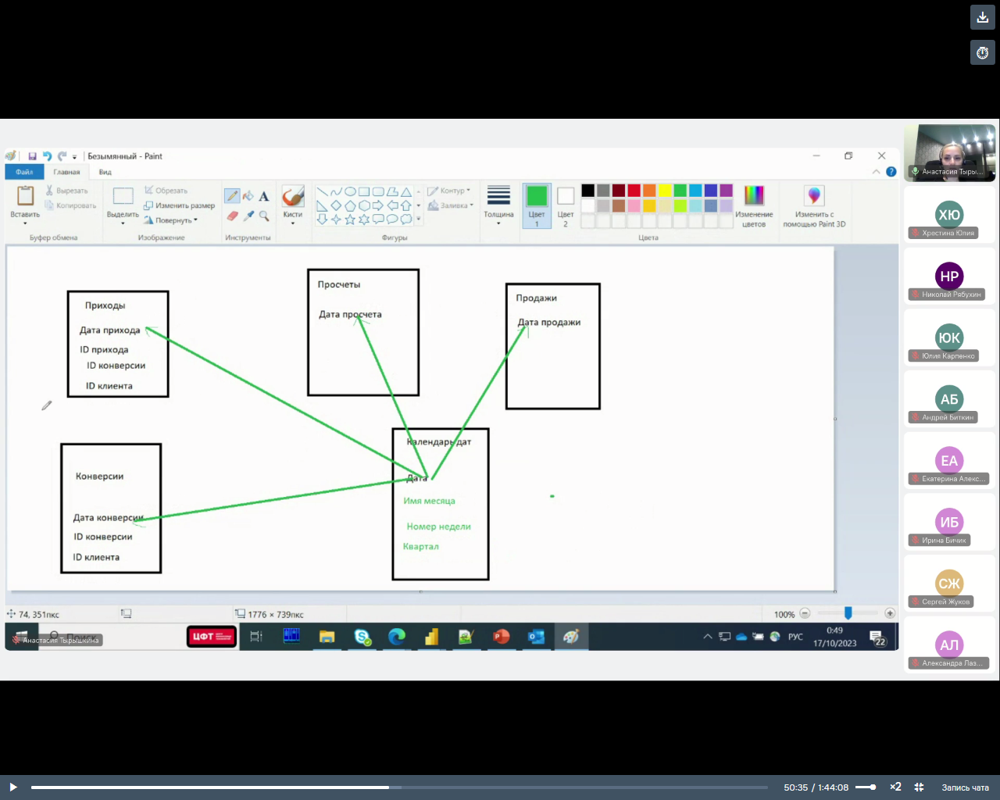 Безымянный - Paint
Файл
Главная
Вид
Вставить
Вырезать
Копировать
Буфер обмена
Выделить
Обрезать
Изменить размер
Повернуть
Изображение
A
Инструменты
Кисти
Фигуры
Контур
Заливка
Толщина
Цвет 1
Цвет 2
Изменение цветов
Цвета
Изменить с помощью Paint 3D
Приходы
Дата прихода
ID прихода
ID конверсии
ID клиента
Просчеты
Дата просчета
Продажи
Дата продажи
Конверсии
Дата конверсии
ID конверсии
ID клиента
Календарь дат
Дата
Имя месяца
Номер недели
Квартал
74, 351пкс
1776 × 739пкс
100%
Поиск
Анастасия Тырышкина
ЦФТ
РУС
0:49
17/10/2023
22
Анастасия Тыры...
ХЮ
Хрестина Юлия
НР
Николай Рябухин
ЮК
Юлия Карпенко
АБ
Андрей Биткин
ЕА
Екатерина Алекс...
ИБ
Ирина Бичик
СЖ
Сергей Жуков
АЛ
Александра Лаз...
50:35 / 1:44:08
×2
Запись чата